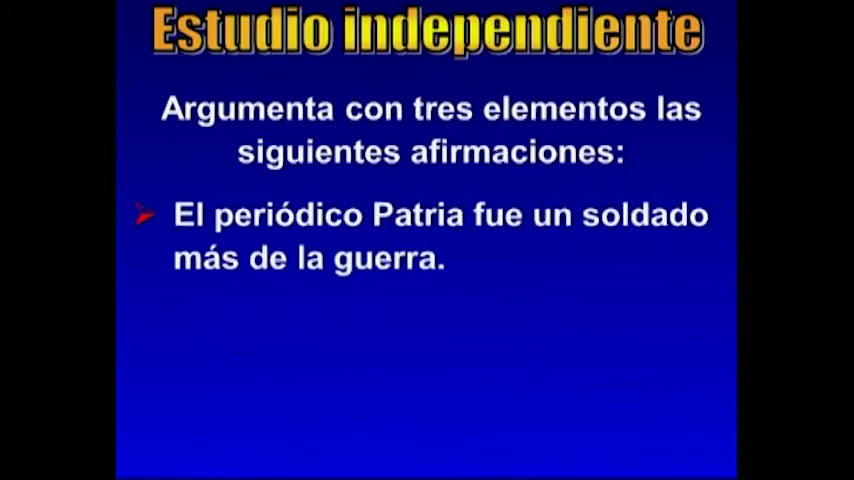 Estudio independiente
Argumenta con tres elementos las
siguientes afirmaciones:
El periódico Patria fue un soldado
más de la guerra.